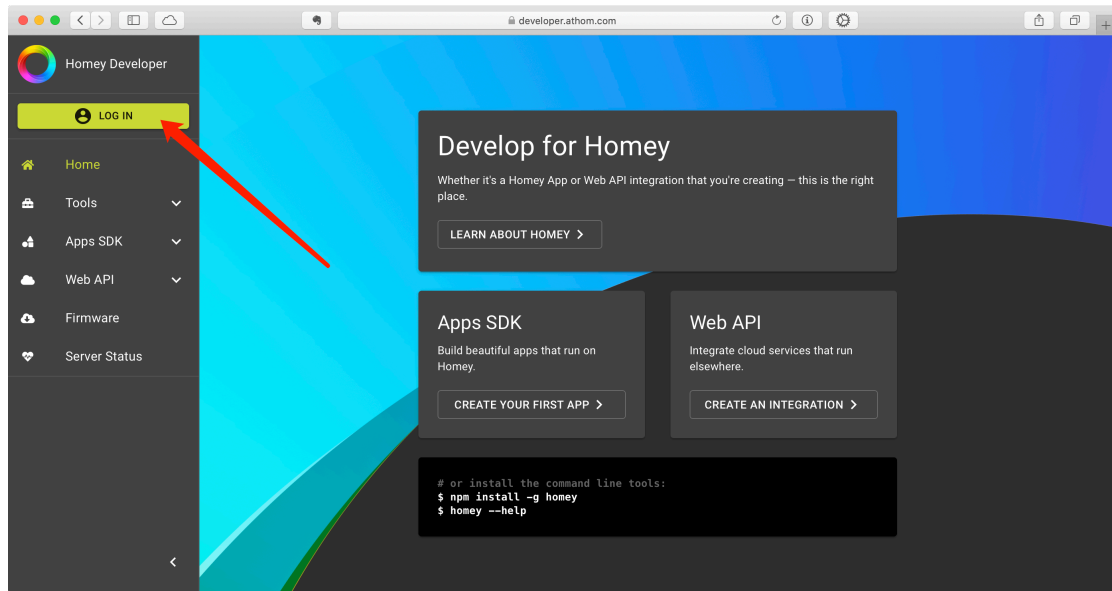 developer.athom.com
Homey Developer
LOG IN
Home
Tools
Apps SDK
Web API
Firmware
Server Status
Develop for Homey
Whether it's a Homey App or Web API integration that you're creating — this is the right
place.
LEARN ABOUT HOMEY
Apps SDK
Build beautiful apps that run on
Homey.
CREATE YOUR FIRST APP
Web API
Integrate cloud services that run
elsewhere.
CREATE AN INTEGRATION
# or install the command line tools:
$ npm install -g homey
$ homey --help